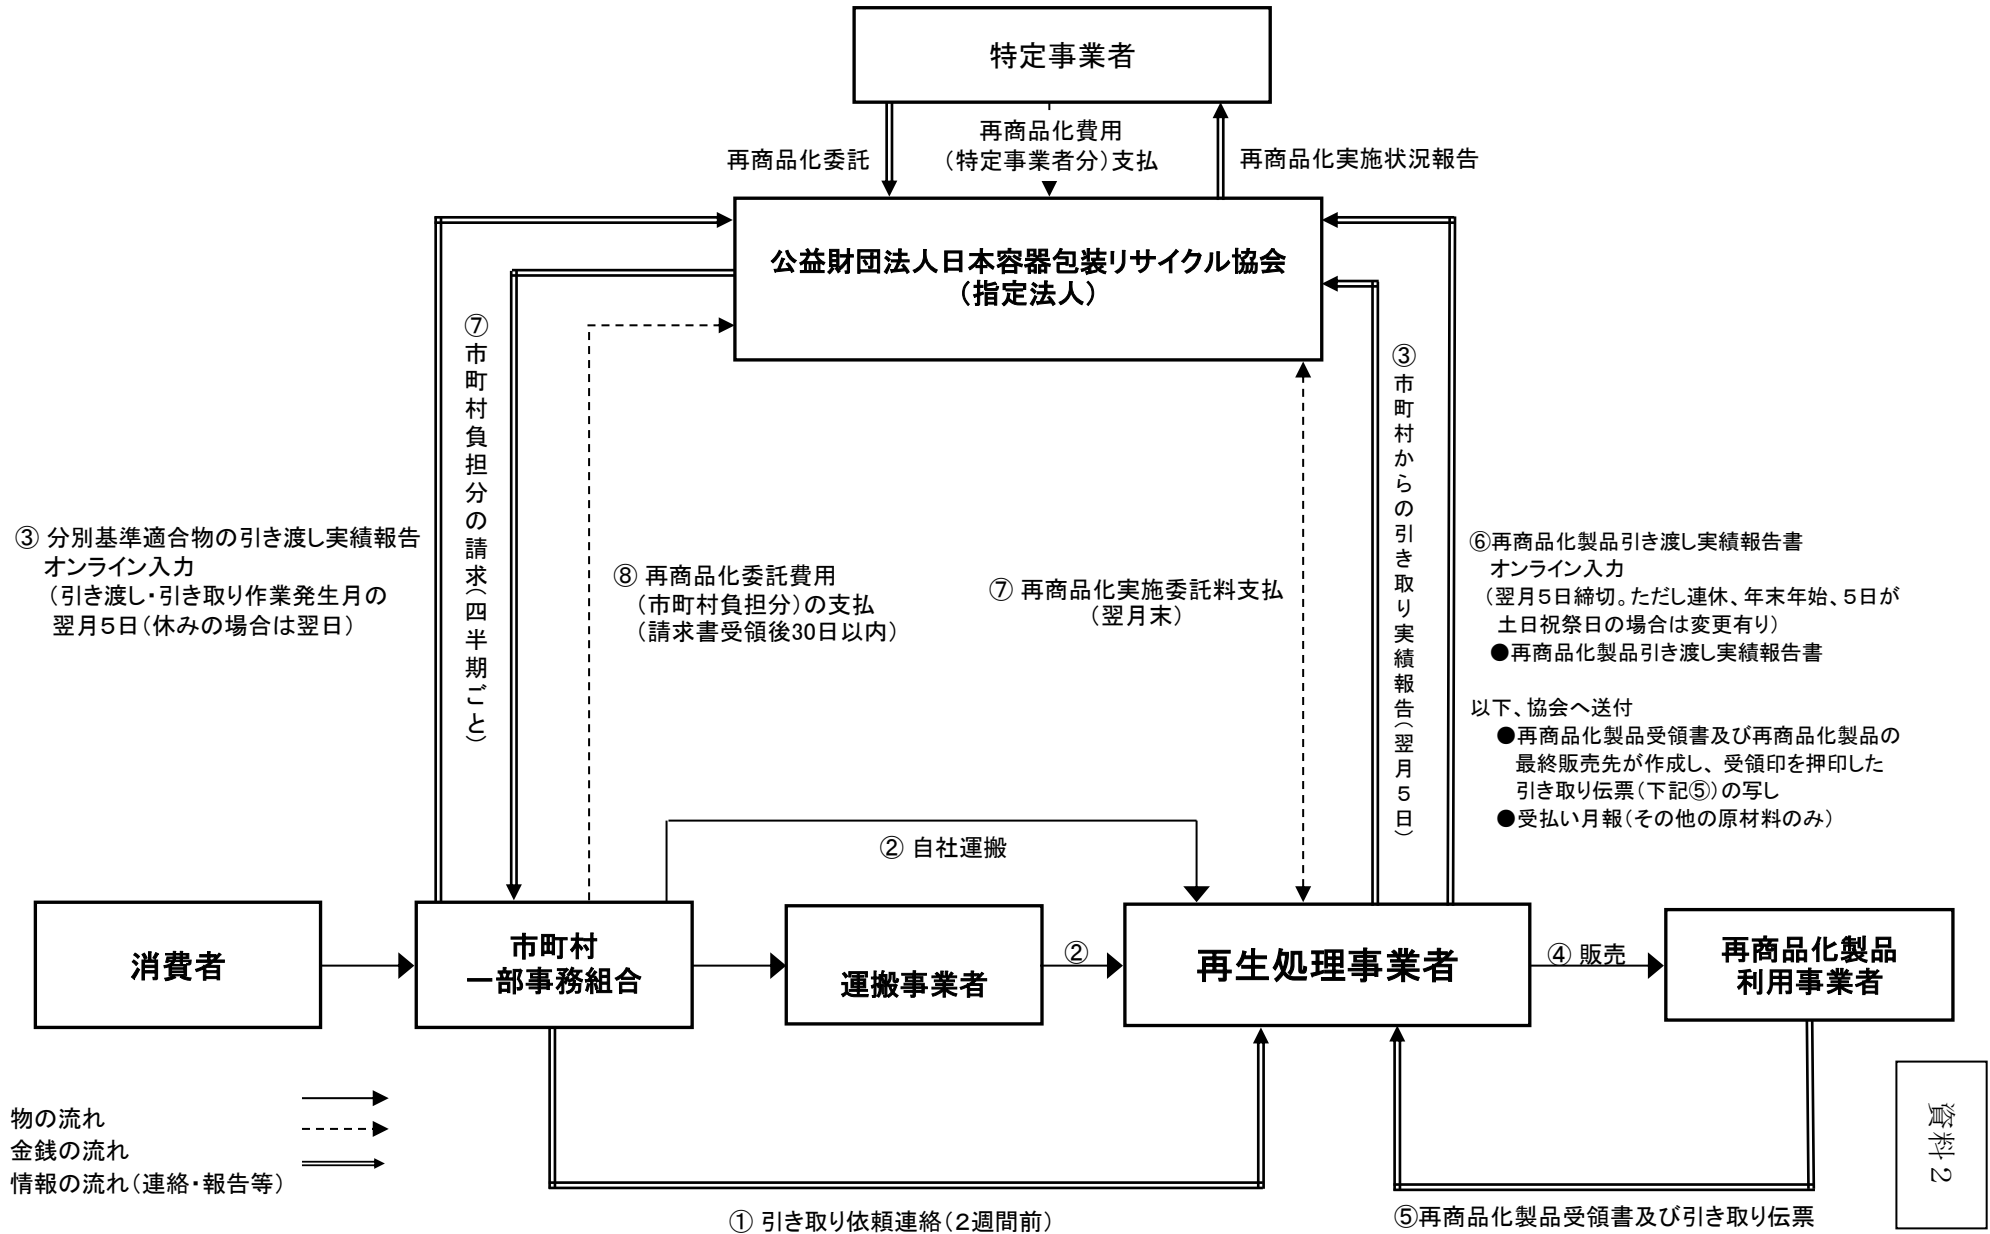 特定事業者
再商品化委託
再商品化費用
（特定事業者分）支払
再商品化実施状況報告
公益財団法人日本容器包装リサイクル協会
（指定法人）
⑦市町村負担分の請求（四半期ごと）
③市町村からの引き取り実績報告（翌月５日）
③ 分別基準適合物の引き渡し実績報告
オンライン入力
（引き渡し・引き取り作業発生月の
翌月５日（休みの場合は翌日）
⑧ 再商品化委託費用
（市町村負担分）の支払
（請求書受領後30日以内）
⑦ 再商品化実施委託料支払
（翌月末）
⑥再商品化製品引き渡し実績報告書
オンライン入力
（翌月５日締切。ただし連休、年末年始、５日が
土日祝祭日の場合は変更有り）
●再商品化製品引き渡し実績報告書
以下、協会へ送付
●再商品化製品受領書及び再商品化製品の
最終販売先が作成し、受領印を押印した
引き取り伝票（下記⑤）の写し
●受払い月報（その他の原材料のみ）
② 自社運搬
消費者
市町村
一部事務組合
運搬事業者
②
再生処理事業者
④ 販売
再商品化製品
利用事業者
物の流れ
金銭の流れ
情報の流れ（連絡・報告等）
① 引き取り依頼連絡（２週間前）
⑤再商品化製品受領書及び引き取り伝票
資料２